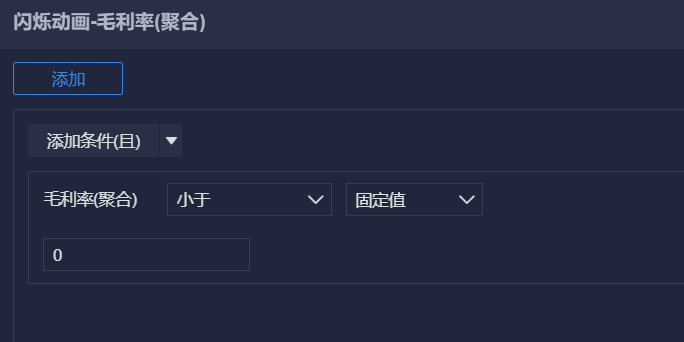 闪烁动画-毛利率(聚合)
添加
添加条件(且)
毛利率(聚合) 小于 固定值
0